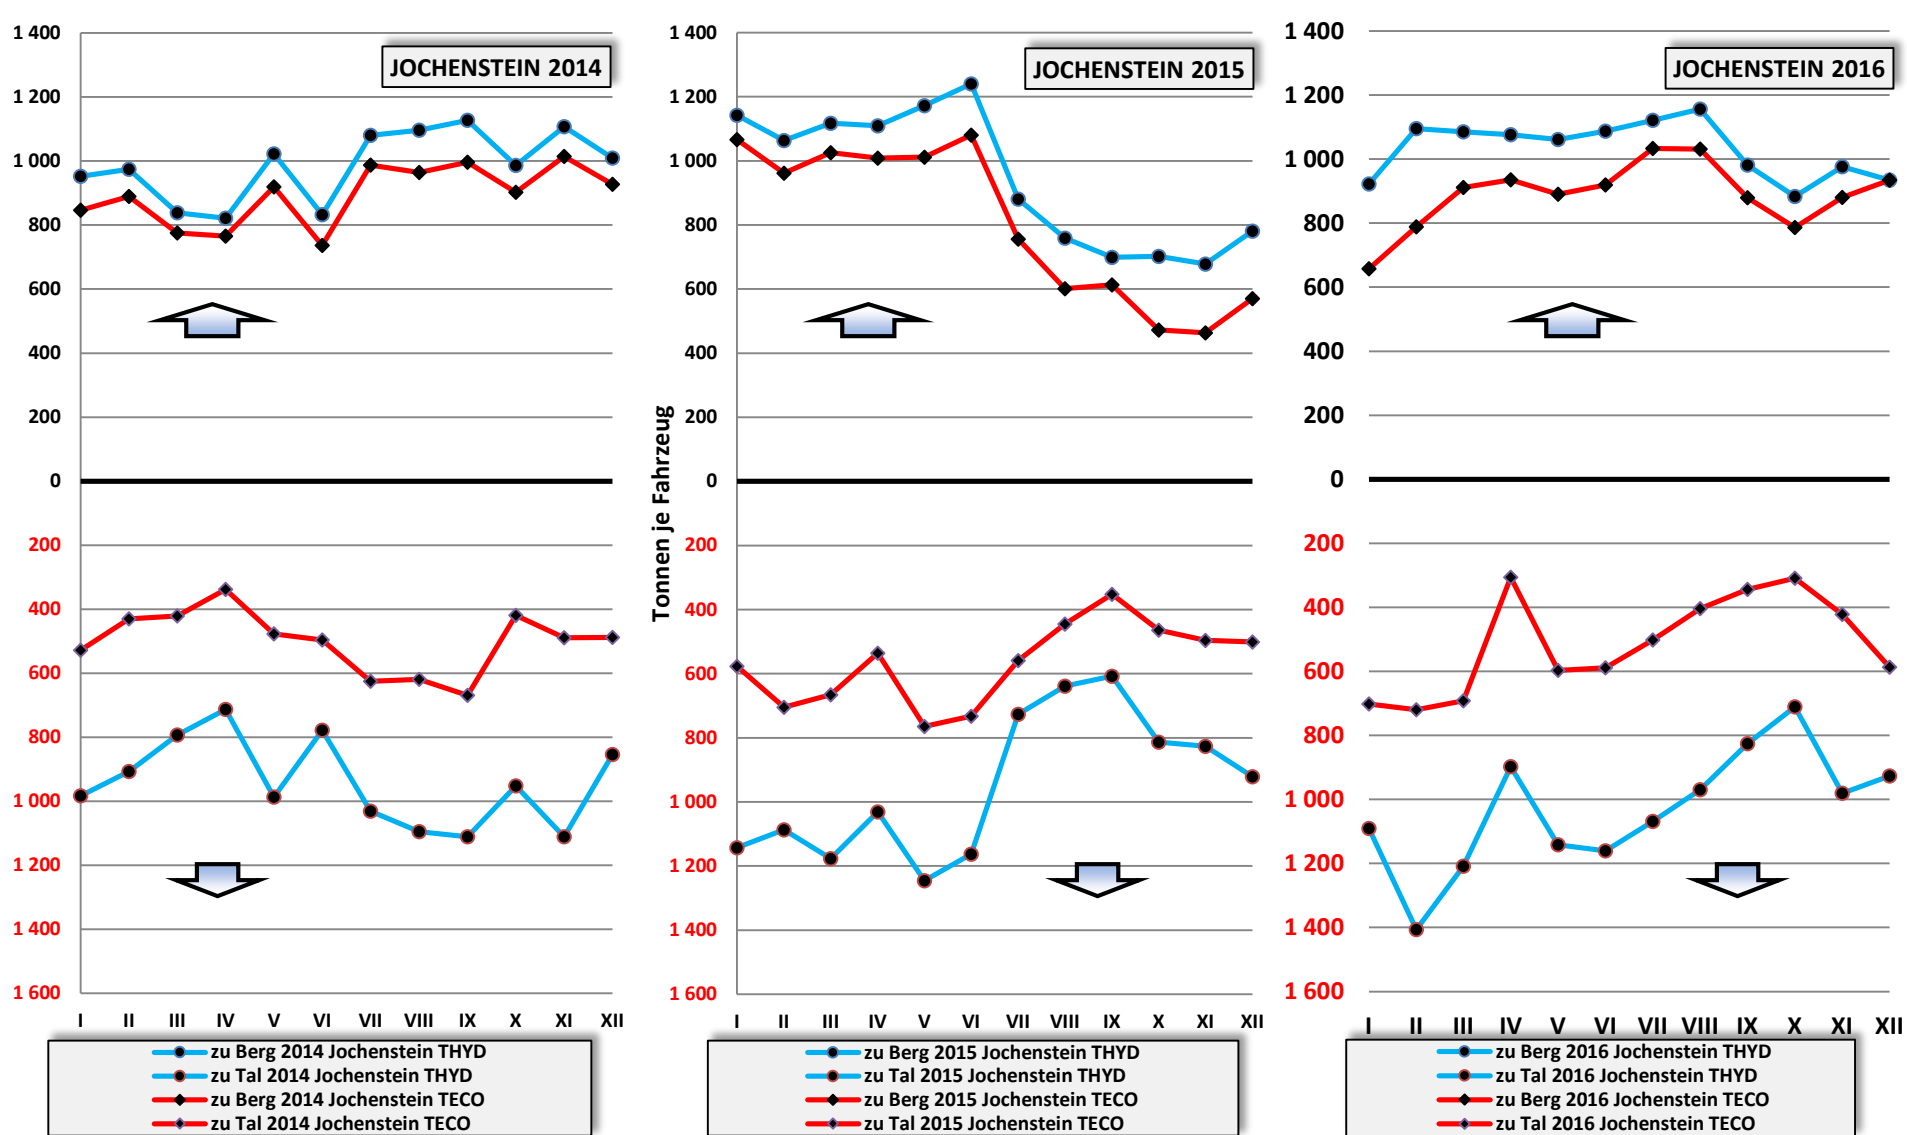 JOCHENSTEIN 2014
1 400
1 200
1 000
800
600
400
200
0
200
400
600
800
1 000
1 200
1 400
1 600
I II III IV V VI VII VIII IX X XI XII
zu Berg 2014 Jochenstein THYD
zu Tal 2014 Jochenstein THYD
zu Berg 2014 Jochenstein TECO
zu Tal 2014 Jochenstein TECO
JOCHENSTEIN 2015
Tonnen je Fahrzeug
1 400
1 200
1 000
800
600
400
200
0
200
400
600
800
1 000
1 200
1 400
1 600
I II III IV V VI VII VIII IX X XI XII
zu Berg 2015 Jochenstein THYD
zu Tal 2015 Jochenstein THYD
zu Berg 2015 Jochenstein TECO
zu Tal 2015 Jochenstein TECO
JOCHENSTEIN 2016
1 400
1 200
1 000
800
600
400
200
0
200
400
600
800
1 000
1 200
1 400
1 600
I II III IV V VI VII VIII IX X XI XII
zu Berg 2016 Jochenstein THYD
zu Tal 2016 Jochenstein THYD
zu Berg 2016 Jochenstein TECO
zu Tal 2016 Jochenstein TECO